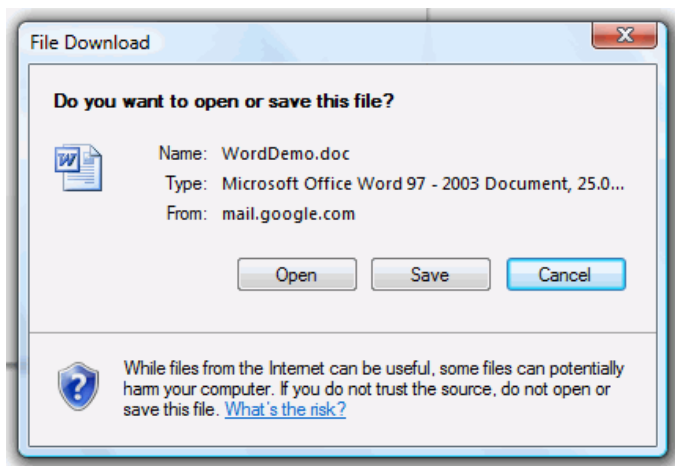 File Download
Do you want to open or save this file?
Name: WordDemo.doc
Type: Microsoft Office Word 97 - 2003 Document, 25.0...
From: mail.google.com
Open Save Cancel
While files from the Internet can be useful, some files can potentially
harm your computer. If you do not trust the source, do not open or
save this file. What's the risk?